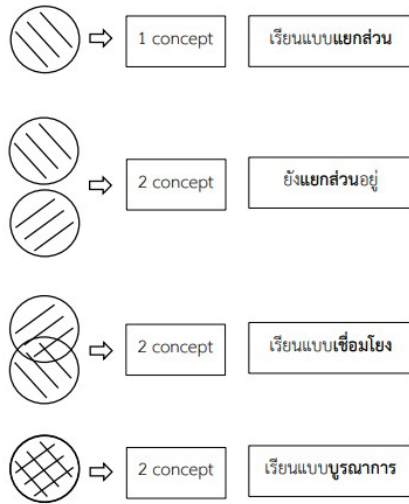 1 concept
เรียนแบบแยกส่วน
2 concept
ยังแยกส่วนอยู่
2 concept
เรียนแบบเชื่อมโยง
2 concept
เรียนแบบบูรณาการ